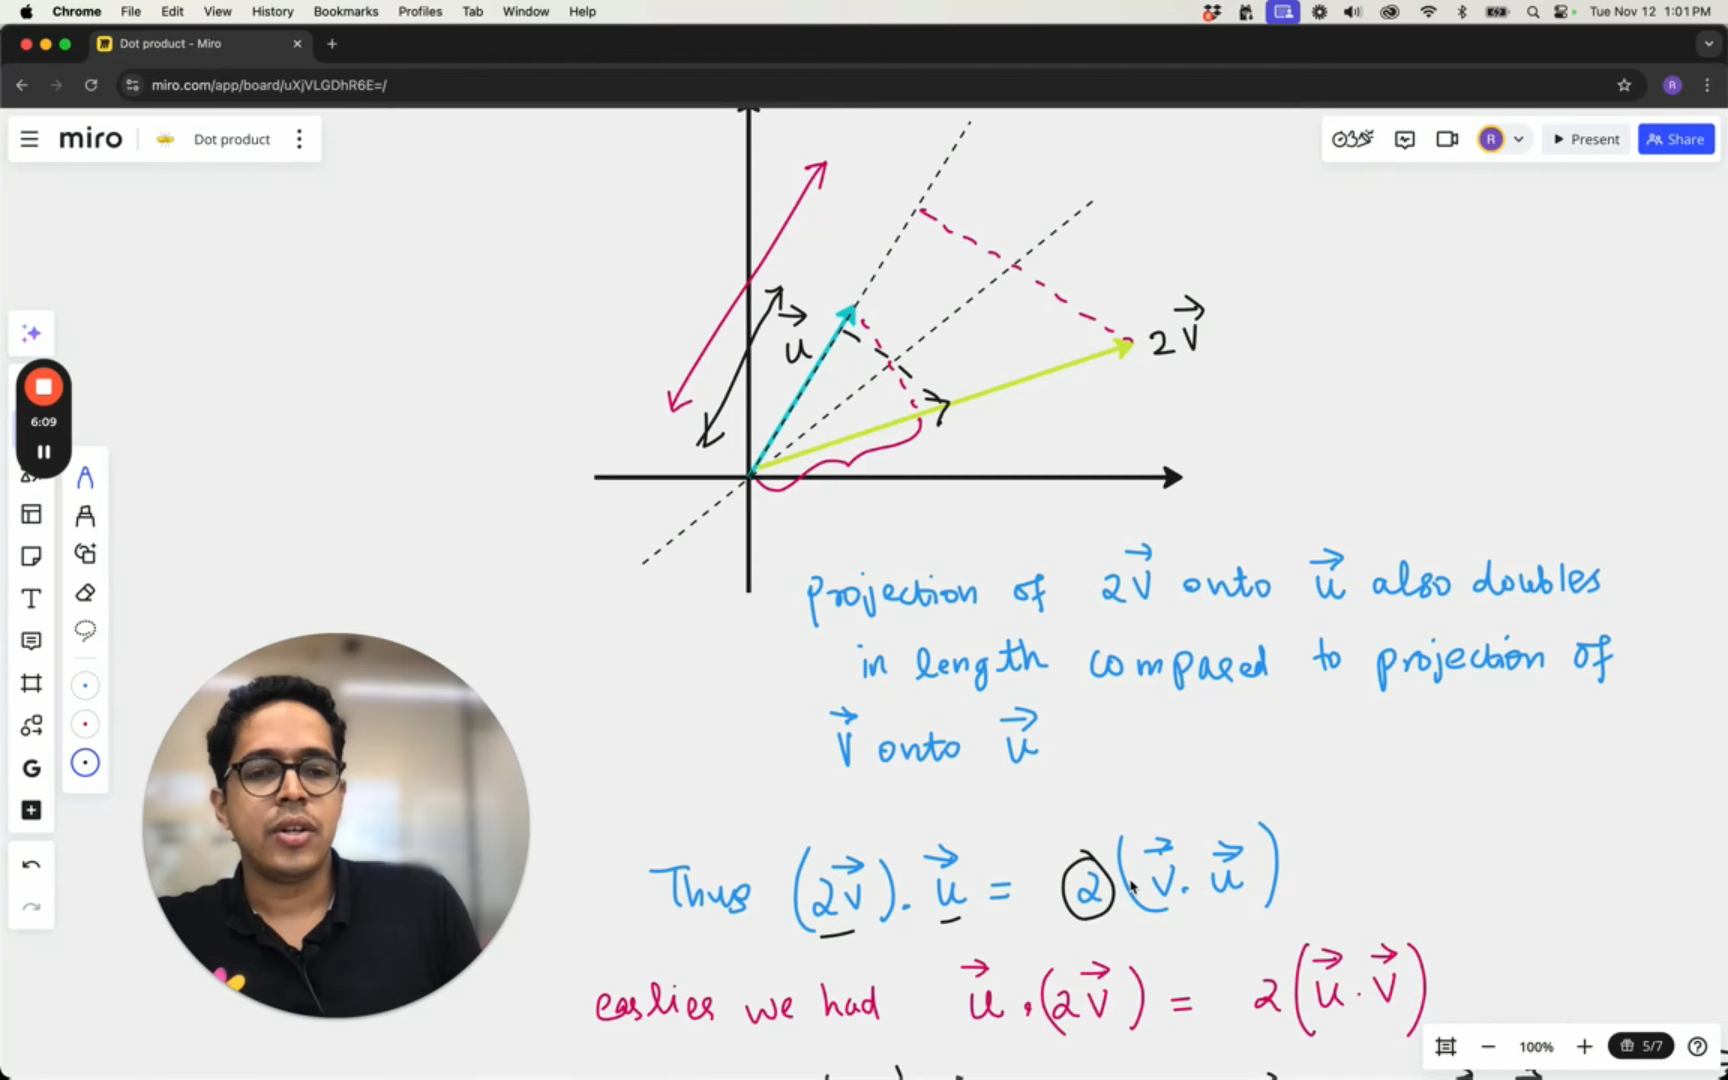 Chrome File Edit View History Bookmarks Profiles Tab Window Help Tue Nov 12 1:01 PM
Dot product - Miro
miro.com/app/board/uXjVLGDhR6E=/ R
miro Dot product R Present Share
2v⃗
u⃗
6:09
projection of 2v⃗ onto u⃗ also doubles
in length compared to projection of
v⃗ onto u⃗
Thus (2v⃗). u⃗ = 2(v⃗. u⃗)
earlier we had u⃗ . (2v⃗) = 2(u⃗ . v⃗)
100% 5/7